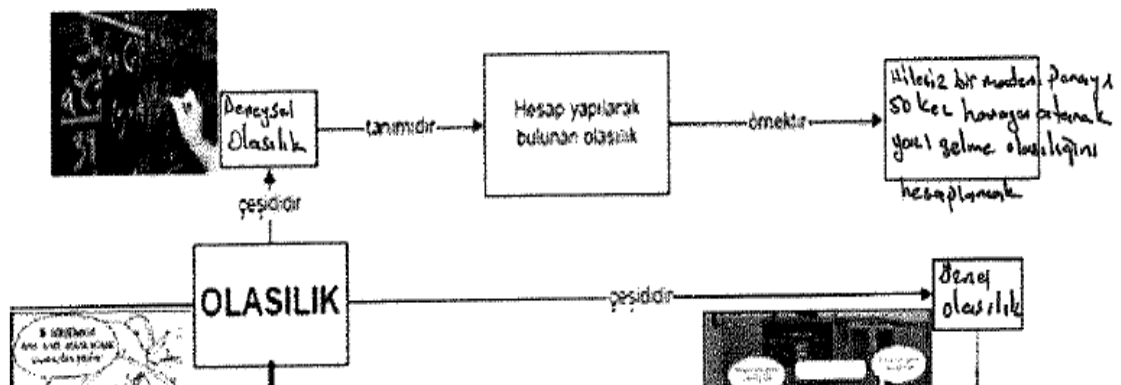 Deneysel
Olasılık
tanımıdır
Hesap yapılarak
bulunan olasılık
örnektir
Hilesiz bir madeni parayı
50 kez havaya atarak
yazı gelme olasılığını
hesaplamak
çeşididir
OLASILIK
çeşididir
Öznel
olasılık